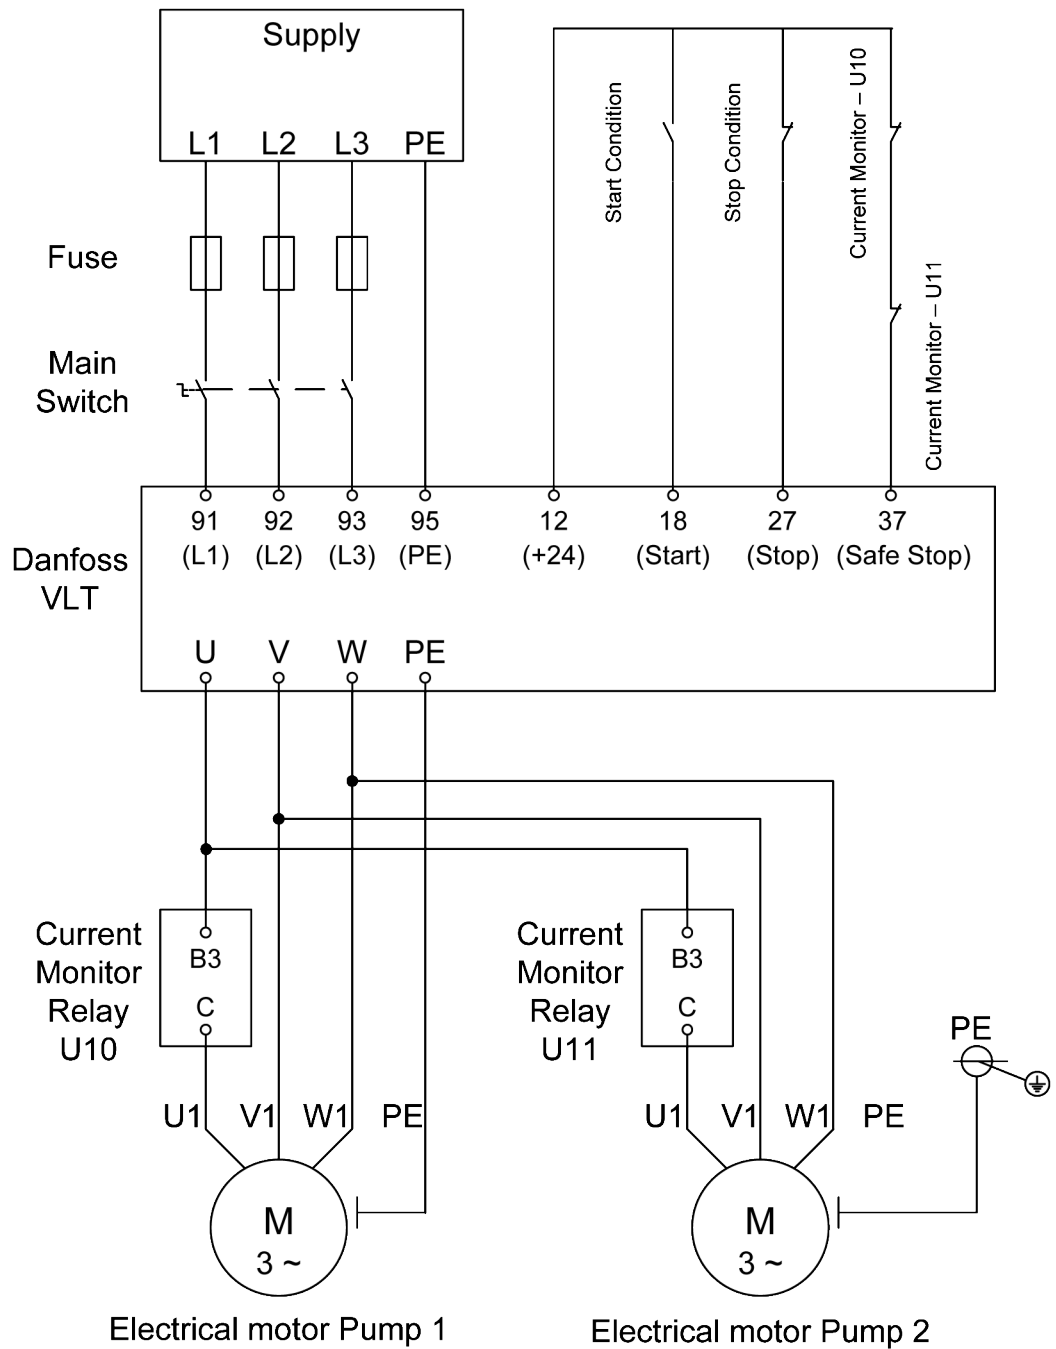 Supply
L1 L2 L3 PE
Fuse
Main
Switch
Start Condition
Stop Condition
Current Monitor – U10
Current Monitor – U11
Danfoss
VLT
91 92 93 95 12 18 27 37
(L1) (L2) (L3) (PE) (+24) (Start) (Stop) (Safe Stop)
U V W PE
Current
Monitor
Relay
U10
B3
C
Current
Monitor
Relay
U11
B3
C
PE
U1 V1 W1 PE
U1 V1 W1 PE
M
3 ~
M
3 ~
Electrical motor Pump 1
Electrical motor Pump 2